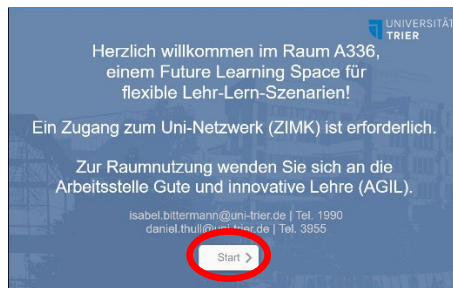 UNIVERSITÄT
TRIER
Herzlich willkommen im Raum A336,
einem Future Learning Space für
flexible Lehr-Lern-Szenarien!
Ein Zugang zum Uni-Netzwerk (ZIMK) ist erforderlich.
Zur Raumnutzung wenden Sie sich an die
Arbeitsstelle Gute und innovative Lehre (AGIL).
isabel.bittermann@uni-trier.de | Tel. 1990
daniel.thull@uni-trier.de | Tel. 3955
Start